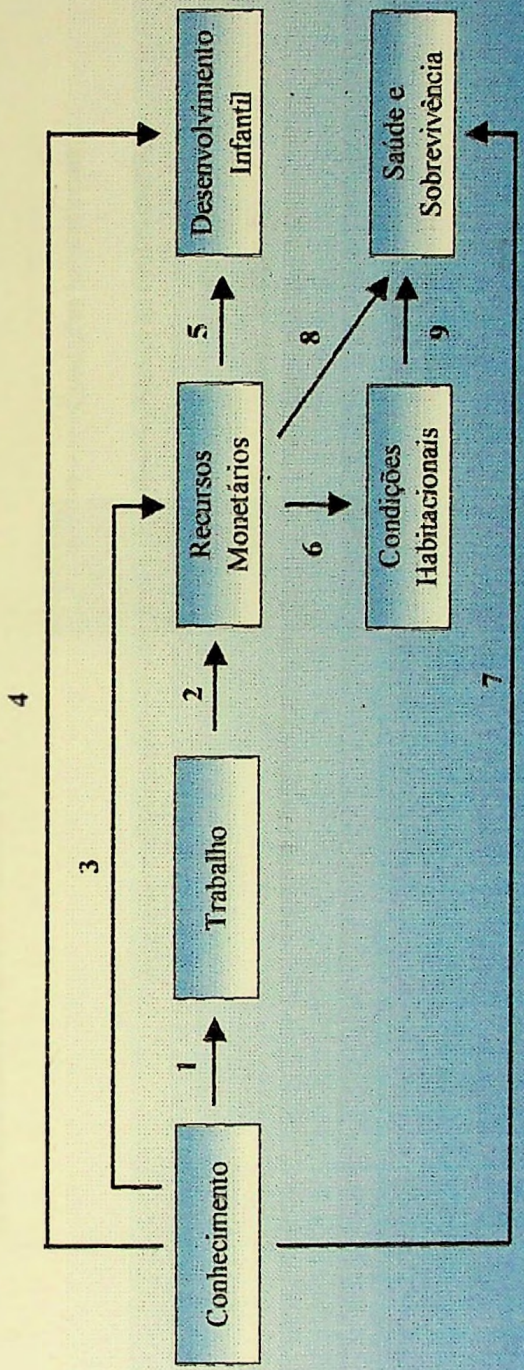 4
3
Conhecimento
1
Trabalho
2
Recursos
Monetários
5
Desenvolvimento
Infantil
6
8
Condições
Habitacionais
9
Saúde e
Sobrevivência
7